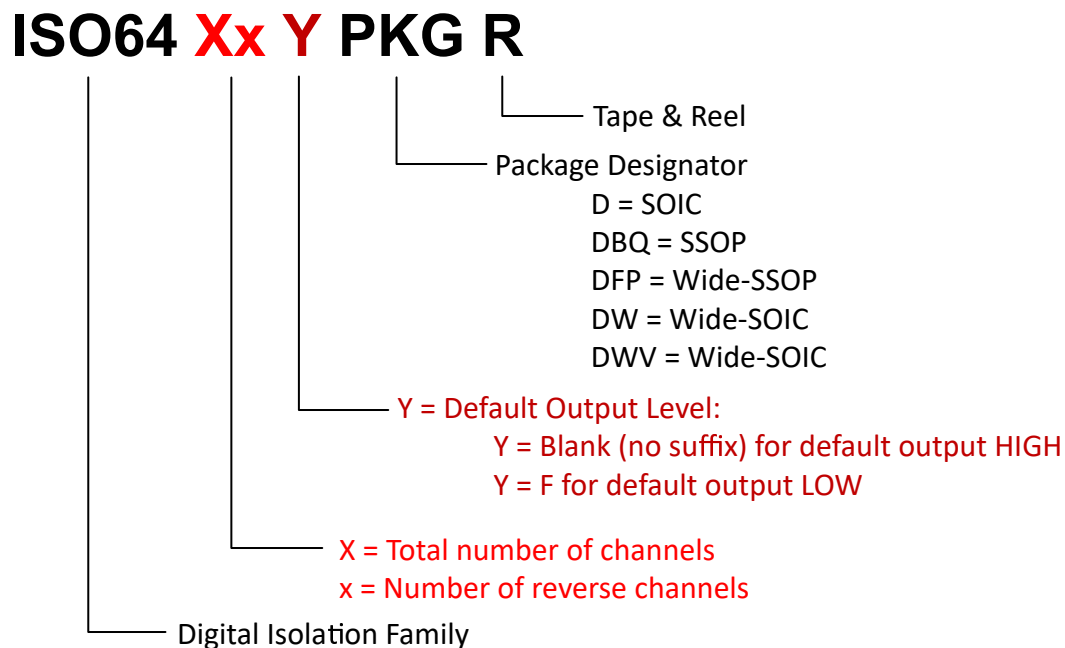 ISO64 Xx Y PKG R
Tape & Reel
Package Designator
D = SOIC
DBQ = SSOP
DFP = Wide-SSOP
DW = Wide-SOIC
DWV = Wide-SOIC
Y = Default Output Level:
Y = Blank (no suffix) for default output HIGH
Y = F for default output LOW
X = Total number of channels
x = Number of reverse channels
Digital Isolation Family